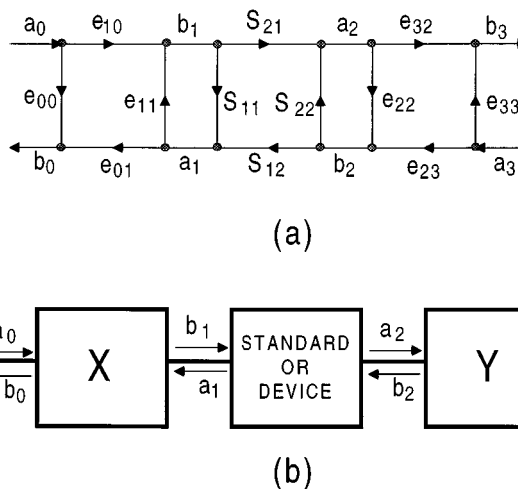 a0 e10 b1 S21 a2 e32 b3
e00 e11 S11 S22 e22 e33
b0 e01 a1 S12 b2 e23 a3
(a)
a0 b1 a2
X STANDARD OR DEVICE Y
b0 a1 b2
(b)